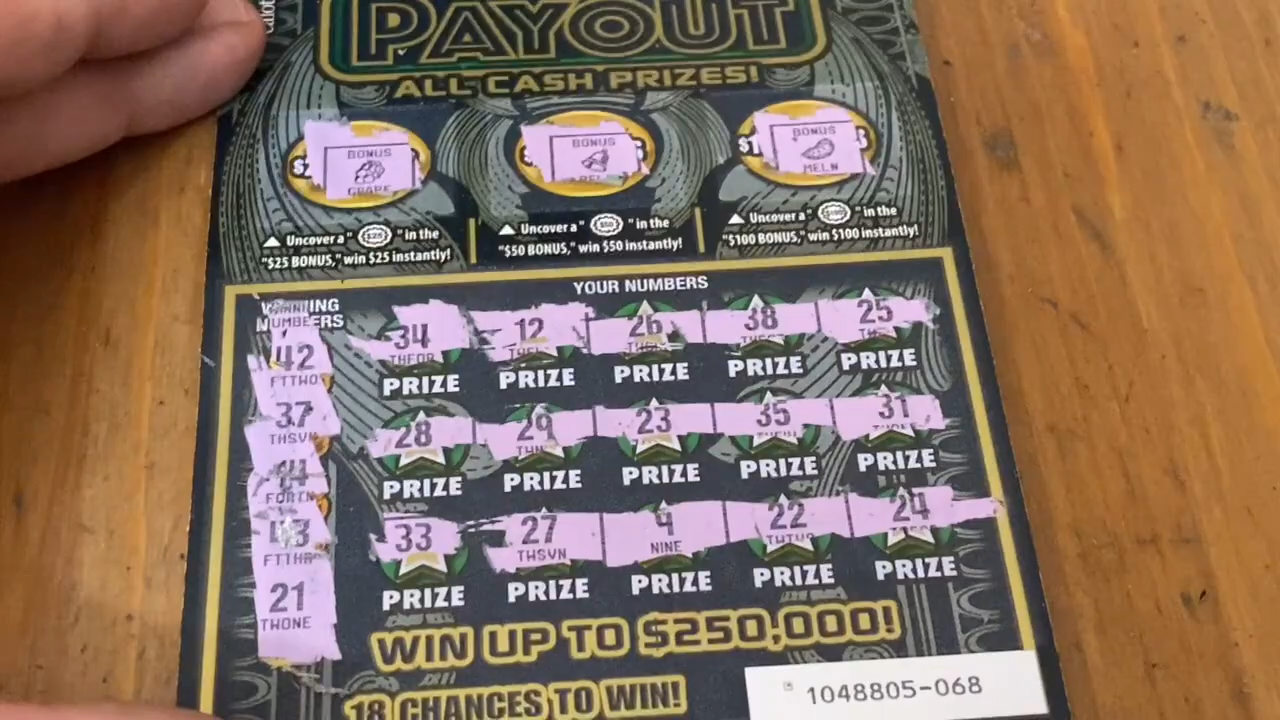 PAYOUT
ALL CASH PRIZES!
BONUS BONUS BONUS
GRAPE MELN
Uncover a " $25 " in the "$25 BONUS," win $25 instantly!
Uncover a " $50 " in the "$50 BONUS," win $50 instantly!
Uncover a " $100 " in the "$100 BONUS," win $100 instantly!
WINNING NUMBERS
YOUR NUMBERS
42
FTTWO
37
THSVN
44
43
21
TWONE
34 12 26 38 25
PRIZE PRIZE PRIZE PRIZE PRIZE
28 29 23 35 31
PRIZE PRIZE PRIZE PRIZE PRIZE
33 27 4 22 24
THSVN NINE
PRIZE PRIZE PRIZE PRIZE PRIZE
WIN UP TO $250,000!
18 CHANCES TO WIN!
1048805-068